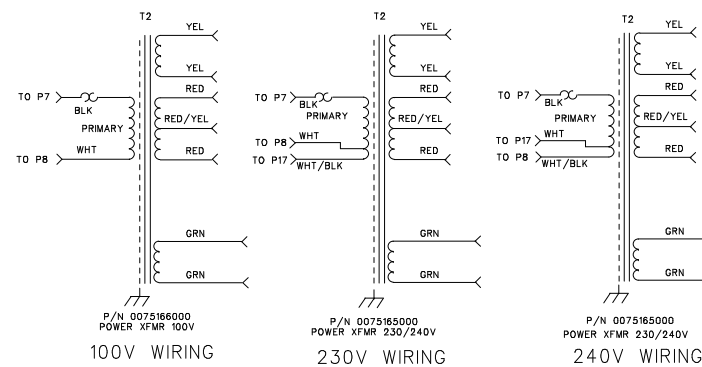 T2
YEL
YEL
TO P7
BLK
RED
PRIMARY
RED/YEL
WHT
RED
TO P8
GRN
GRN
P/N 0075166000
POWER XFMR 100V
100V WIRING
T2
YEL
YEL
TO P7
BLK
RED
PRIMARY
RED/YEL
TO P8
WHT
RED
TO P17
WHT/BLK
GRN
GRN
P/N 0075165000
POWER XFMR 230/240V
230V WIRING
T2
YEL
YEL
TO P7
BLK
RED
PRIMARY
RED/YEL
TO P17
WHT
RED
TO P8
WHT/BLK
GRN
GRN
P/N 0075165000
POWER XFMR 230/240V
240V WIRING